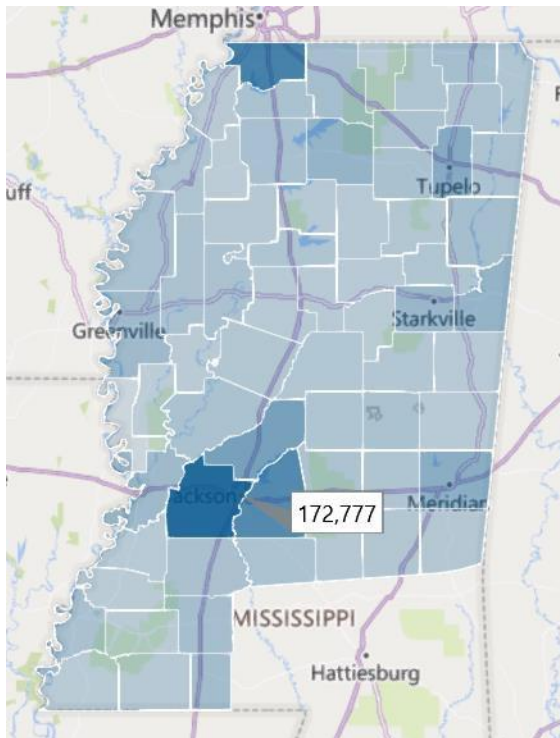 Memphis
uff
Tupelo
Starkville
Greenville
Jackson
Meridian
172,777
MISSISSIPPI
Hattiesburg